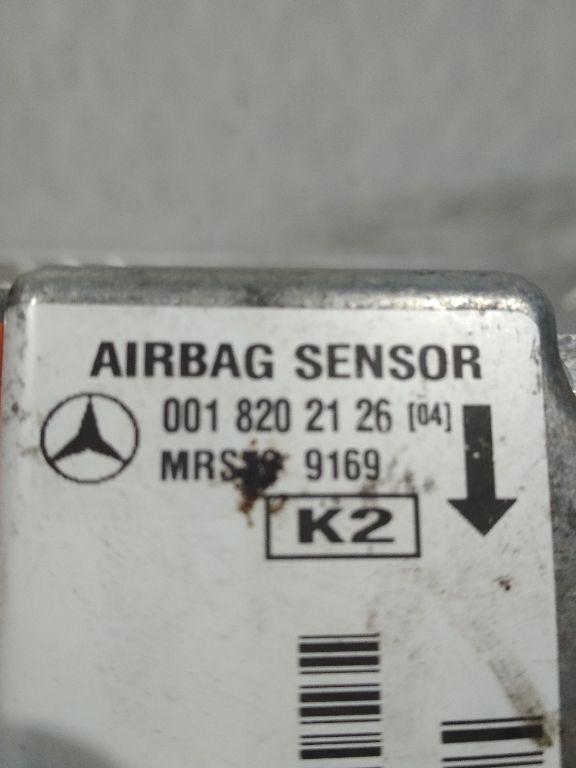 AIRBAG SENSOR
001 820 21 26 [04]
9169
K2